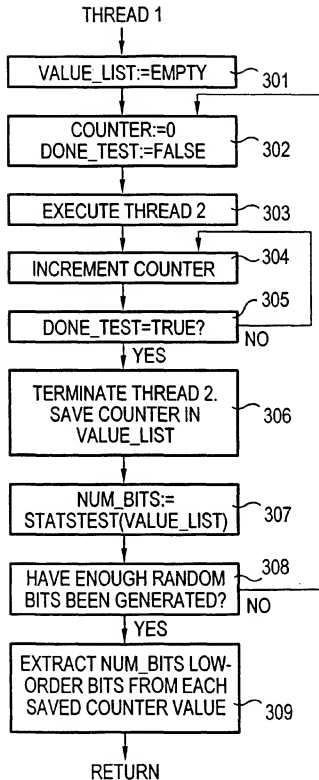 THREAD 1
VALUE_LIST:=EMPTY
301
COUNTER:=0
DONE_TEST:=FALSE
302
EXECUTE THREAD 2
303
INCREMENT COUNTER
304
DONE_TEST=TRUE?
305
NO
YES
TERMINATE THREAD 2.
SAVE COUNTER IN
VALUE_LIST
306
NUM_BITS:=
STATSTEST(VALUE_LIST)
307
HAVE ENOUGH RANDOM
BITS BEEN GENERATED?
308
NO
YES
EXTRACT NUM_BITS LOW-
ORDER BITS FROM EACH
SAVED COUNTER VALUE
309
RETURN